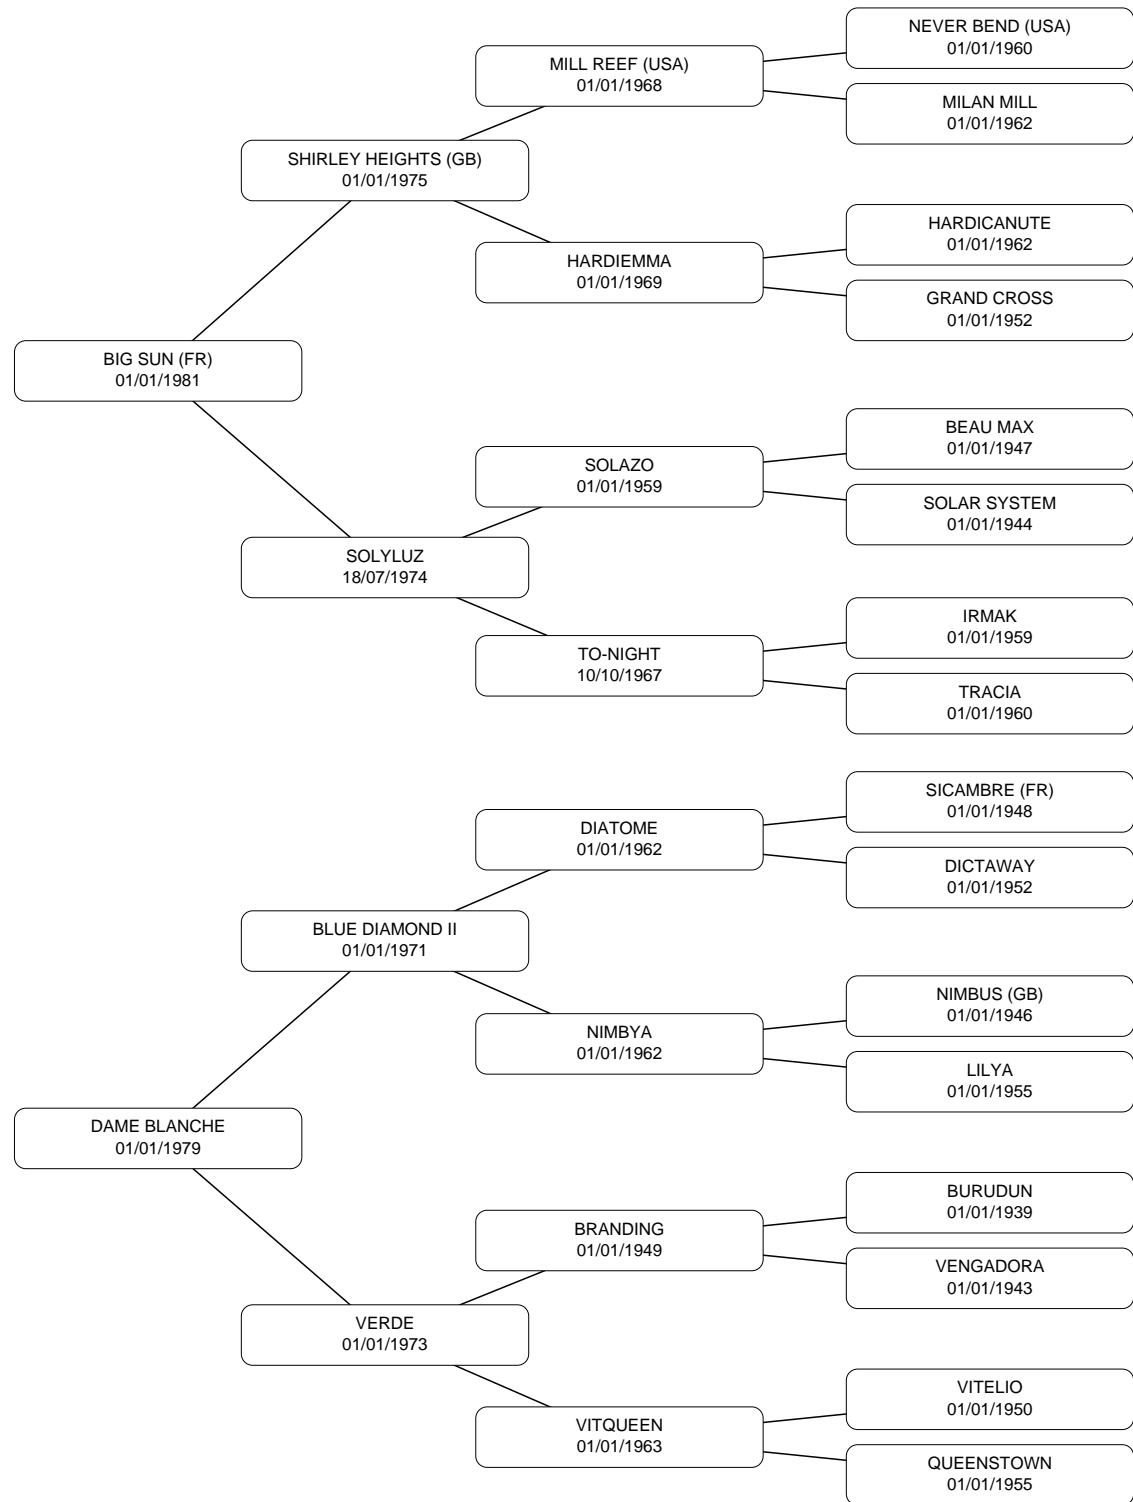 NEVER BEND (USA)
01/01/1960
MILL REEF (USA)
01/01/1968
MILAN MILL
01/01/1962
SHIRLEY HEIGHTS (GB)
01/01/1975
HARDICANUTE
01/01/1962
HARDIEMMA
01/01/1969
GRAND CROSS
01/01/1952
BIG SUN (FR)
01/01/1981
BEAU MAX
01/01/1947
SOLAZO
01/01/1959
SOLAR SYSTEM
01/01/1944
SOLYLUZ
18/07/1974
IRMAK
01/01/1959
TO-NIGHT
10/10/1967
TRACIA
01/01/1960
SICAMBRE (FR)
01/01/1948
DIATOME
01/01/1962
DICTAWAY
01/01/1952
BLUE DIAMOND II
01/01/1971
NIMBUS (GB)
01/01/1946
NIMBYA
01/01/1962
LILYA
01/01/1955
DAME BLANCHE
01/01/1979
BURUDUN
01/01/1939
BRANDING
01/01/1949
VENGADORA
01/01/1943
VERDE
01/01/1973
VITELIO
01/01/1950
VITQUEEN
01/01/1963
QUEENSTOWN
01/01/1955